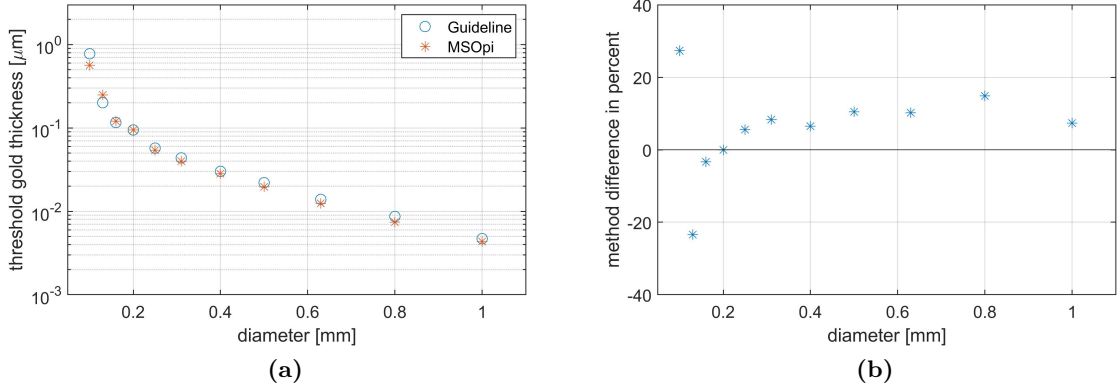 threshold gold thickness [μm]
10^0
10^-1
10^-2
10^-3
Guideline
MSOpi
0.2 0.4 0.6 0.8 1
diameter [mm]
(a)
method difference in percent
40
20
0
-20
-40
0.2 0.4 0.6 0.8 1
diameter [mm]
(b)